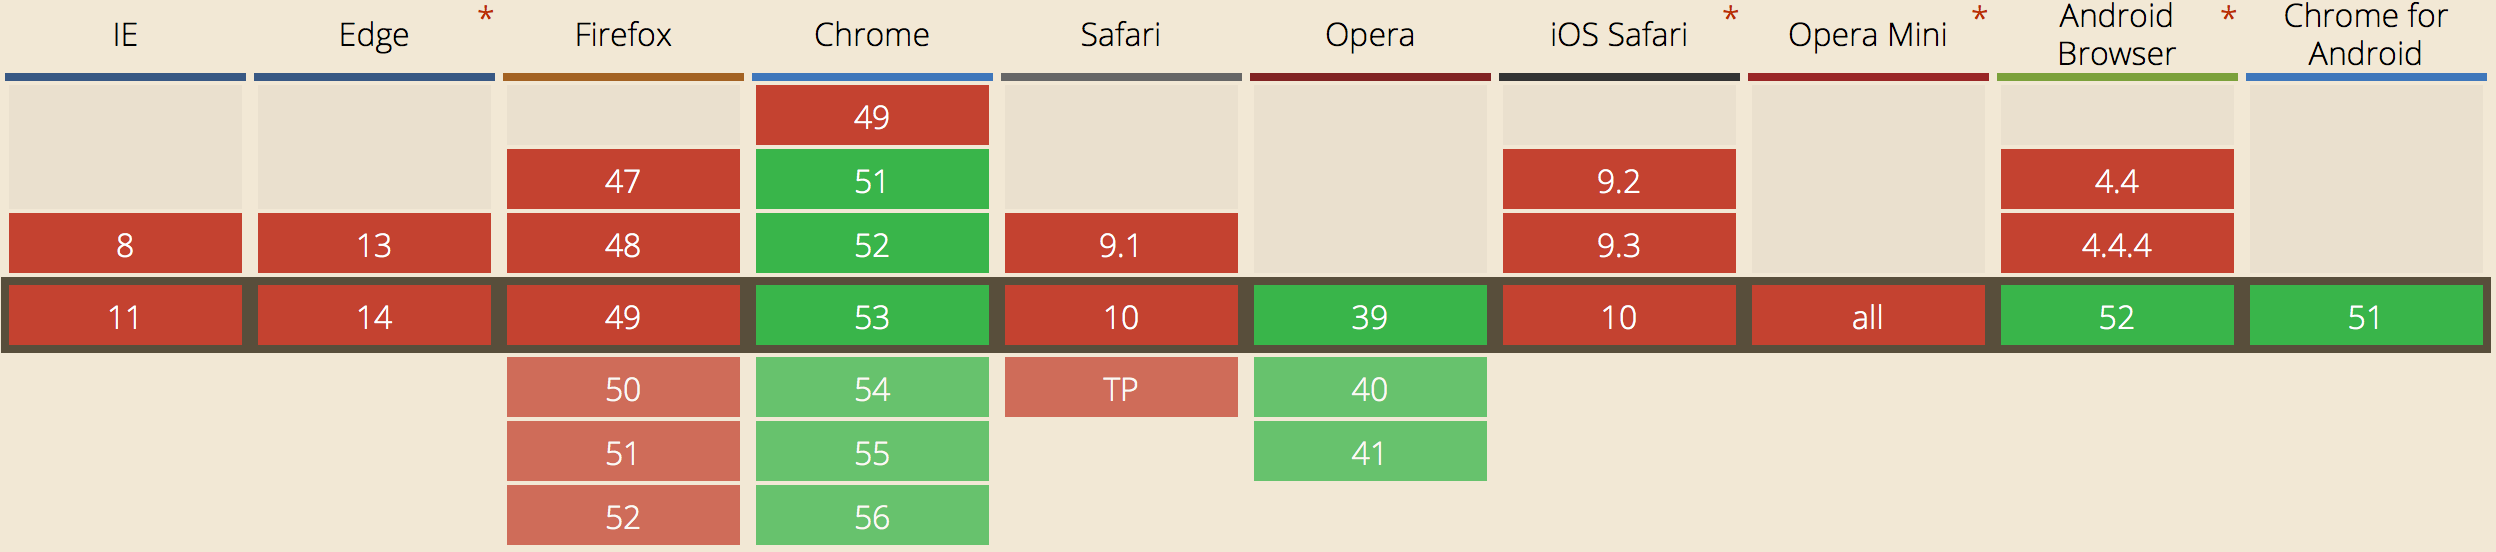 IE Edge * Firefox Chrome Safari Opera iOS Safari * Opera Mini * Android Browser * Chrome for Android
49
47 51 9.2 4.4
8 13 48 52 9.1 9.3 4.4.4
11 14 49 53 10 39 10 all 52 51
50 54 TP 40
51 55 41
52 56